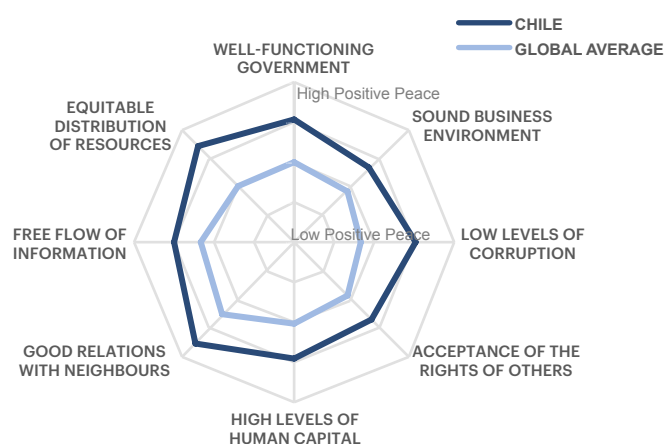 CHILE
GLOBAL AVERAGE
WELL-FUNCTIONING
GOVERNMENT
High Positive Peace
EQUITABLE
DISTRIBUTION
OF RESOURCES
SOUND BUSINESS
ENVIRONMENT
FREE FLOW OF
INFORMATION
Low Positive Peace
LOW LEVELS OF
CORRUPTION
GOOD RELATIONS
WITH NEIGHBOURS
ACCEPTANCE OF THE
RIGHTS OF OTHERS
HIGH LEVELS OF
HUMAN CAPITAL